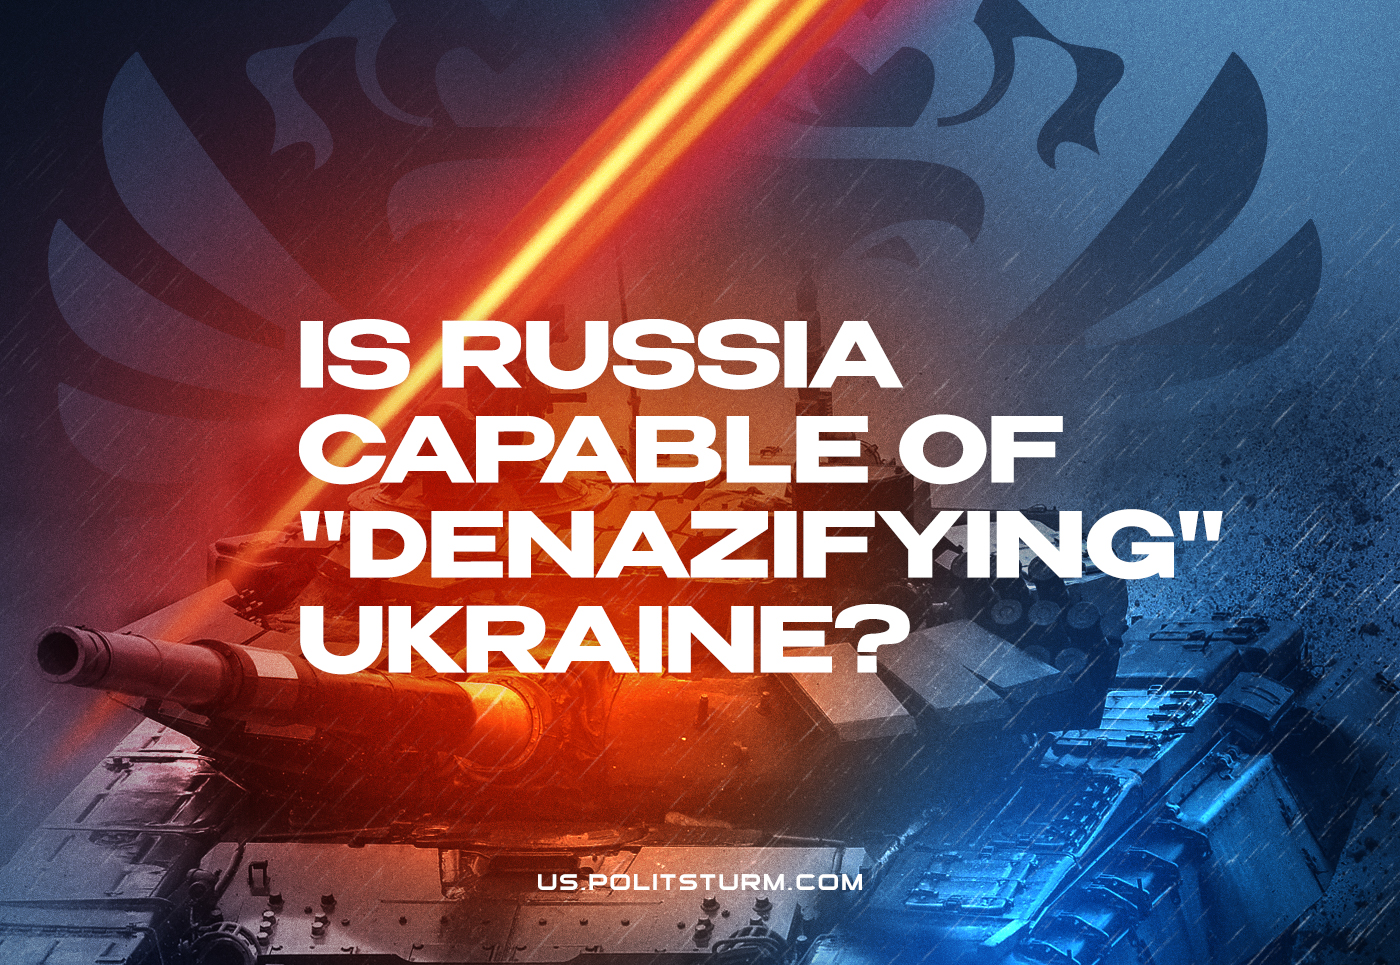 IS RUSSIA
CAPABLE OF
"DENAZIFYING"
UKRAINE?
US.POLITSTURM.COM